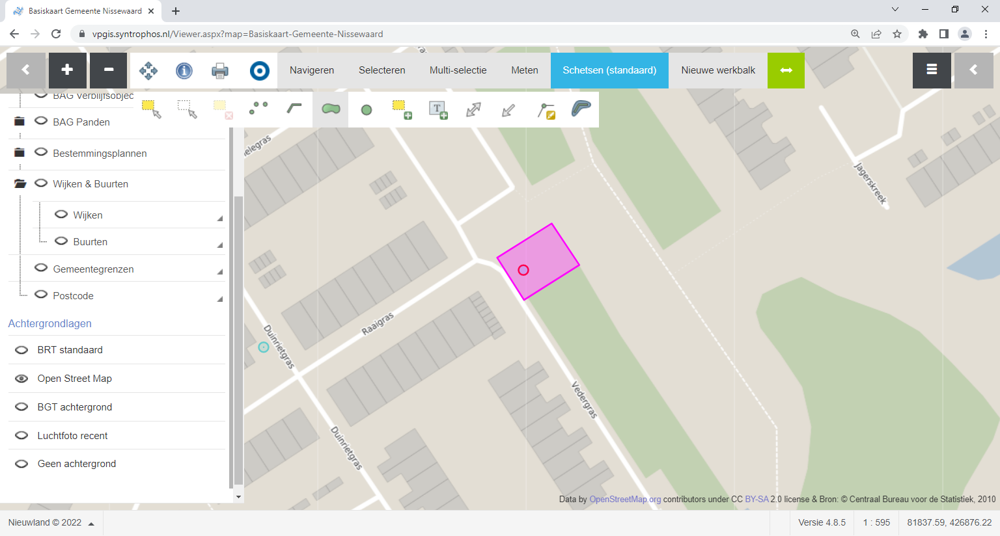 Basiskaart Gemeente Nissewaard
vpgis.syntrophos.nl/Viewer.aspx?map=Basiskaart-Gemeente-Nissewaard
Navigeren
Selecteren
Multi-selectie
Meten
Schetsen (standaard)
Nieuwe werkbalk
T
BAG Verblijfsobjec
BAG Panden
Bestemmingsplannen
Wijken & Buurten
Wijken
Buurten
Gemeentegrenzen
Postcode
Achtergrondlagen
BRT standaard
Open Street Map
BGT achtergrond
Luchtfoto recent
Geen achtergrond
elegras
Jagerskreek
Raaigras
Duinrietgras
Vedergras
Duinrietgras
Data by OpenStreetMap.org contributors under CC BY-SA 2.0 license & Bron: © Centraal Bureau voor de Statistiek, 2010
Nieuwland © 2022
Versie 4.8.5
1 : 595
81837.59, 426876.22